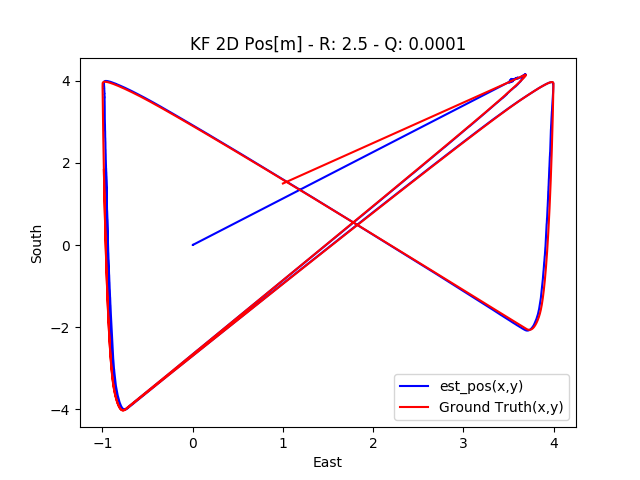 KF 2D Pos[m] - R: 2.5 - Q: 0.0001
4
2
0
−2
−4
South
−1
0
1
2
3
4
East
est_pos(x,y)
Ground Truth(x,y)